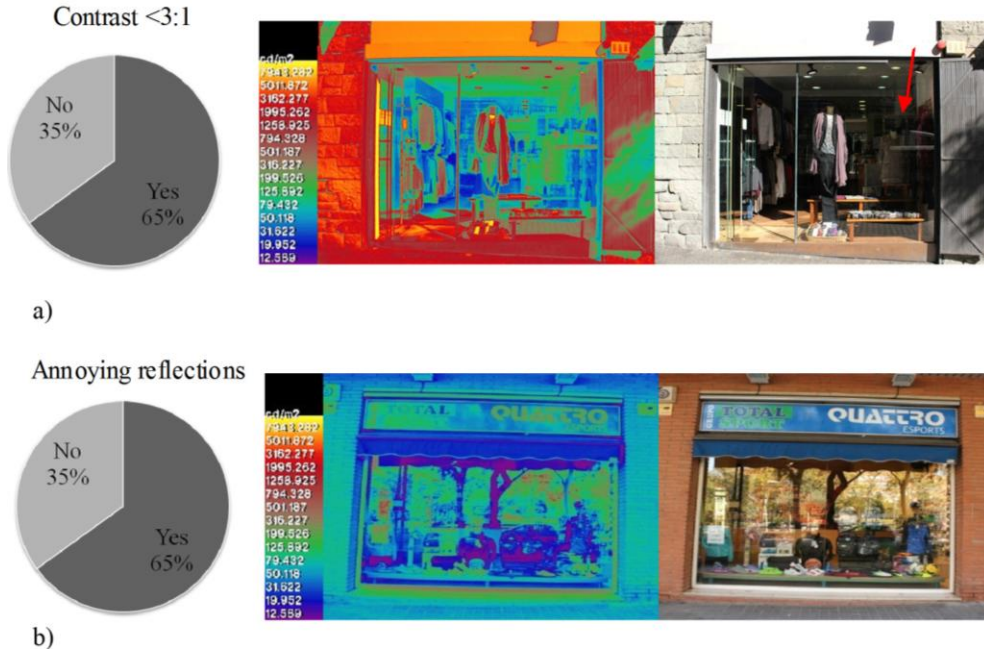 Contrast <3:1
No
35%
Yes
65%
cd/m2
7943.282
5011.872
3162.277
1995.262
1258.925
794.328
501.187
316.227
199.526
125.892
79.432
50.118
31.622
19.952
12.589
a)
Annoying reflections
No
35%
Yes
65%
cd/m2
7943.282
5011.872
3162.277
1995.262
1258.925
794.328
501.187
316.227
199.526
125.892
79.432
50.118
31.622
19.952
12.589
TOTAL
QUATTRO
ESPORTS
TOTAL
QUATTRO
ESPORTS
b)